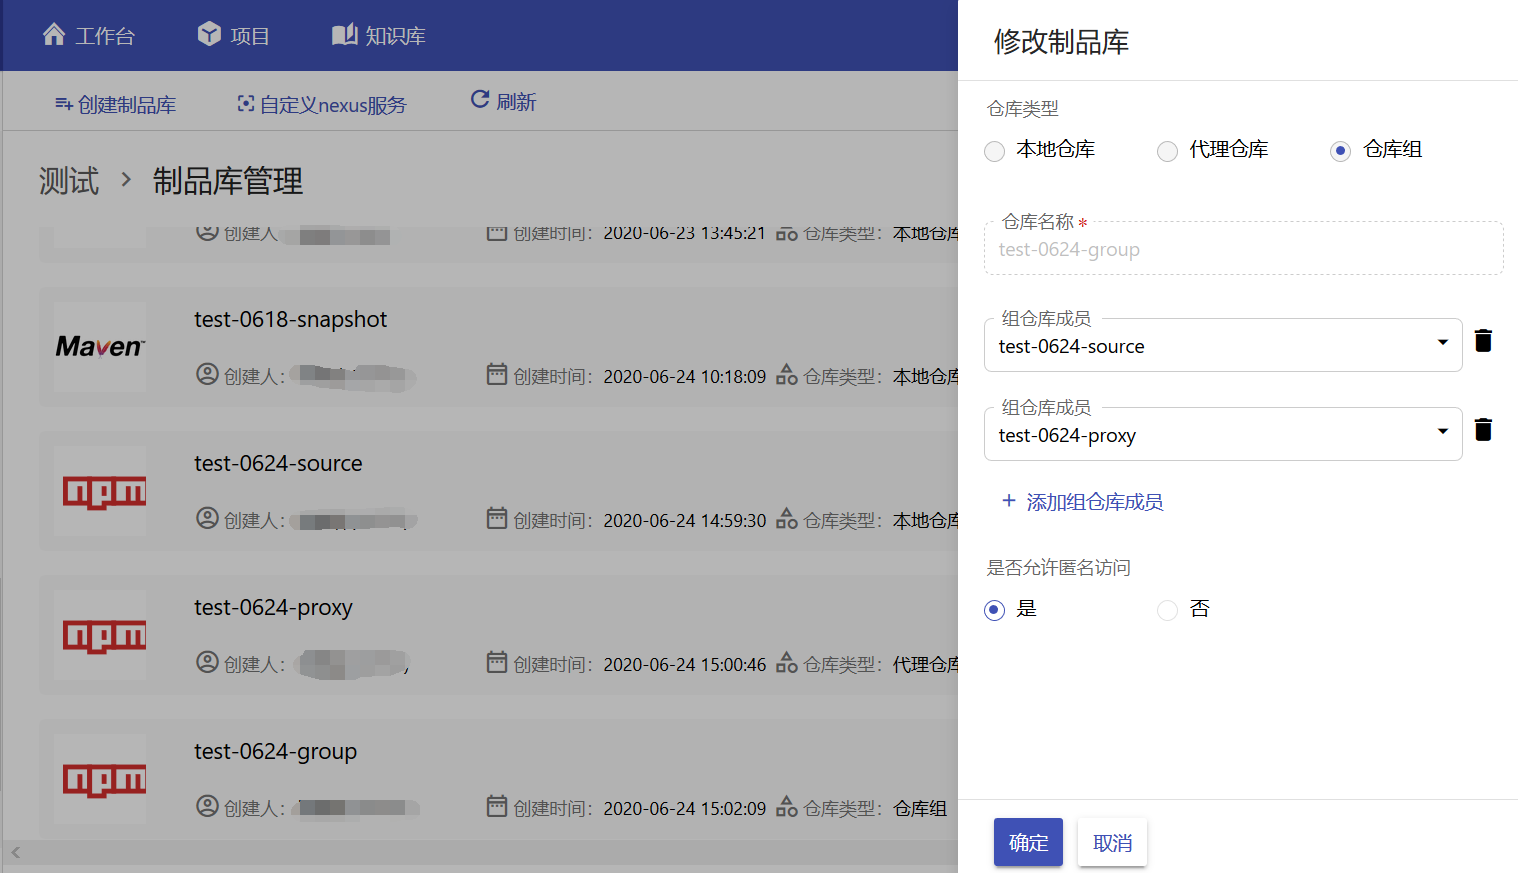 工作台 项目 知识库
创建制品库 自定义nexus服务 刷新
测试 > 制品库管理
创建人 创建时间：2020-06-23 13:45:21 仓库类型：本地仓库
Maven™
test-0618-snapshot
创建人： 创建时间：2020-06-24 10:18:09 仓库类型：本地仓库
npm
test-0624-source
创建人： 创建时间：2020-06-24 14:59:30 仓库类型：本地仓库
npm
test-0624-proxy
创建人： 创建时间：2020-06-24 15:00:46 仓库类型：代理仓库
npm
test-0624-group
创建人： 创建时间：2020-06-24 15:02:09 仓库类型：仓库组
修改制品库
仓库类型
本地仓库 代理仓库 仓库组
仓库名称 *
test-0624-group
组仓库成员
test-0624-source
组仓库成员
test-0624-proxy
+ 添加组仓库成员
是否允许匿名访问
是 否
确定 取消